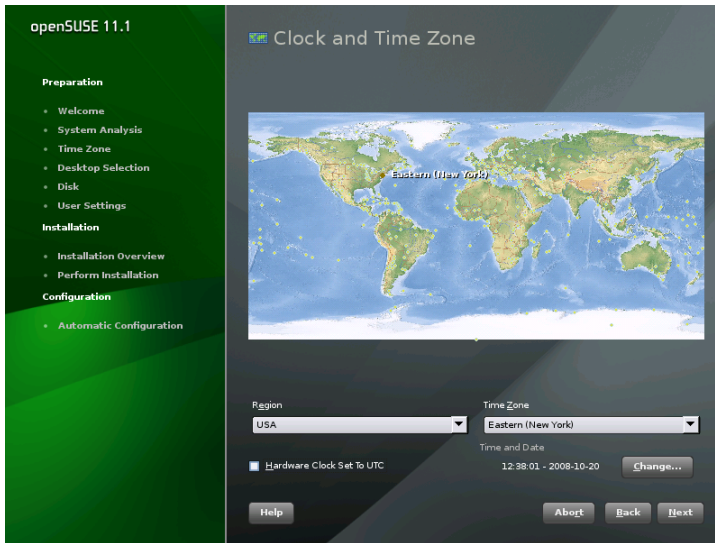 openSUSE 11.1
Preparation
Welcome
System Analysis
Time Zone
Desktop Selection
Disk
User Settings
Installation
Installation Overview
Perform Installation
Configuration
Automatic Configuration
Clock and Time Zone
Eastern (New York)
Region
USA
Time Zone
Eastern (New York)
Hardware Clock Set To UTC
Time and Date
12:38:01 - 2008-10-20
Change...
Help
Abort
Back
Next